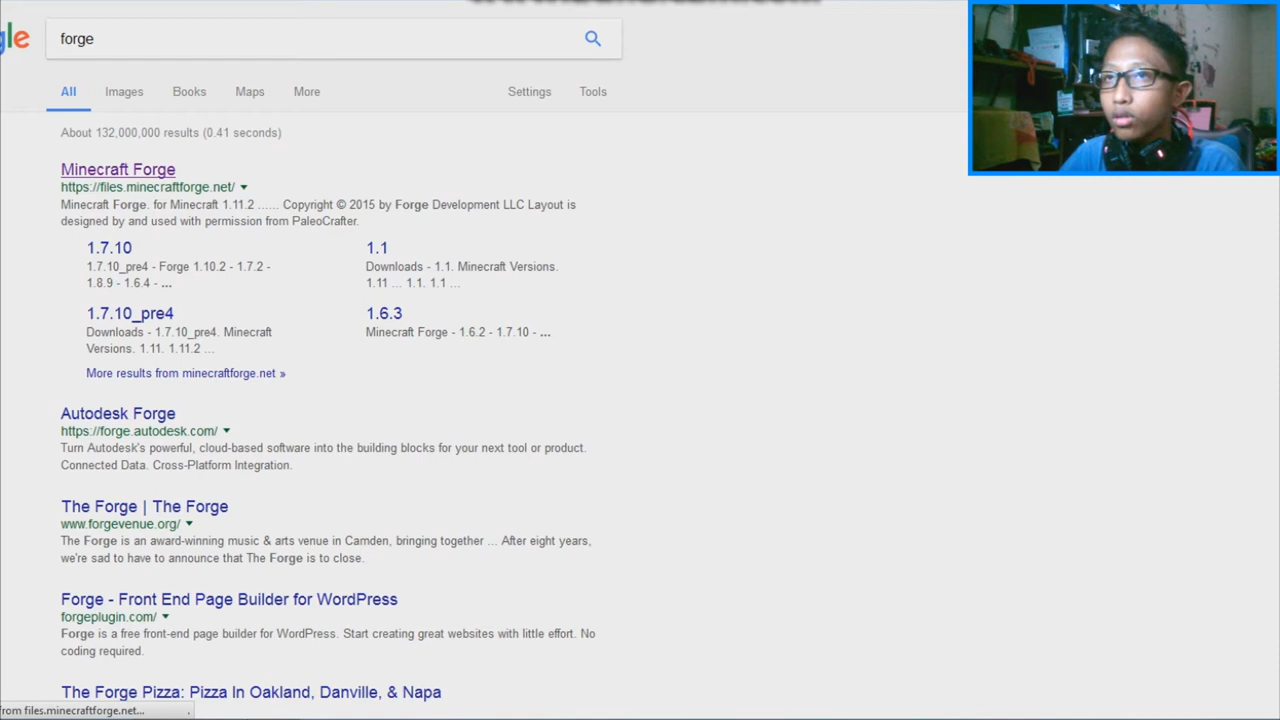 le
forge
All Images Books Maps More Settings Tools
About 132,000,000 results (0.41 seconds)
Minecraft Forge
https://files.minecraftforge.net/
Minecraft Forge. for Minecraft 1.11.2 ...... Copyright © 2015 by Forge Development LLC Layout is
designed by and used with permission from PaleoCrafter.
1.7.10
1.7.10_pre4 - Forge 1.10.2 - 1.7.2 -
1.8.9 - 1.6.4 - ...
1.1
Downloads - 1.1. Minecraft Versions.
1.11 ... 1.1. 1.1 ...
1.7.10_pre4
Downloads - 1.7.10_pre4. Minecraft
Versions. 1.11. 1.11.2 ...
1.6.3
Minecraft Forge - 1.6.2 - 1.7.10 - ...
More results from minecraftforge.net »
Autodesk Forge
https://forge.autodesk.com/
Turn Autodesk's powerful, cloud-based software into the building blocks for your next tool or product.
Connected Data. Cross-Platform Integration.
The Forge | The Forge
www.forgevenue.org/
The Forge is an award-winning music & arts venue in Camden, bringing together ... After eight years,
we're sad to have to announce that The Forge is to close.
Forge - Front End Page Builder for WordPress
forgeplugin.com/
Forge is a free front-end page builder for WordPress. Start creating great websites with little effort. No
coding required.
The Forge Pizza: Pizza In Oakland, Danville, & Napa
from files.minecraftforge.net...